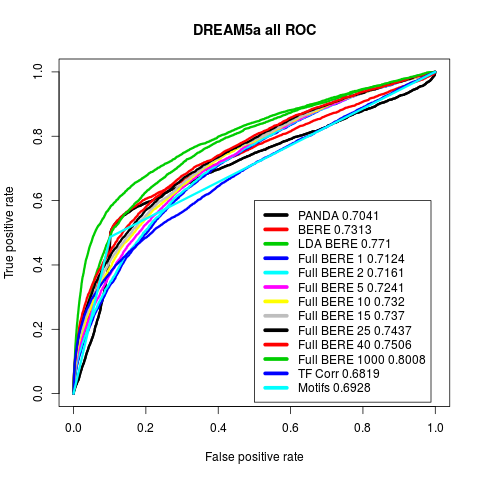 DREAM5a all ROC
True positive rate
1.0
0.8
0.6
0.4
0.2
0.0
PANDA 0.7041
BERE 0.7313
LDA BERE 0.771
Full BERE 1 0.7124
Full BERE 2 0.7161
Full BERE 5 0.7241
Full BERE 10 0.732
Full BERE 15 0.737
Full BERE 25 0.7437
Full BERE 40 0.7506
Full BERE 1000 0.8008
TF Corr 0.6819
Motifs 0.6928
0.0 0.2 0.4 0.6 0.8 1.0
False positive rate